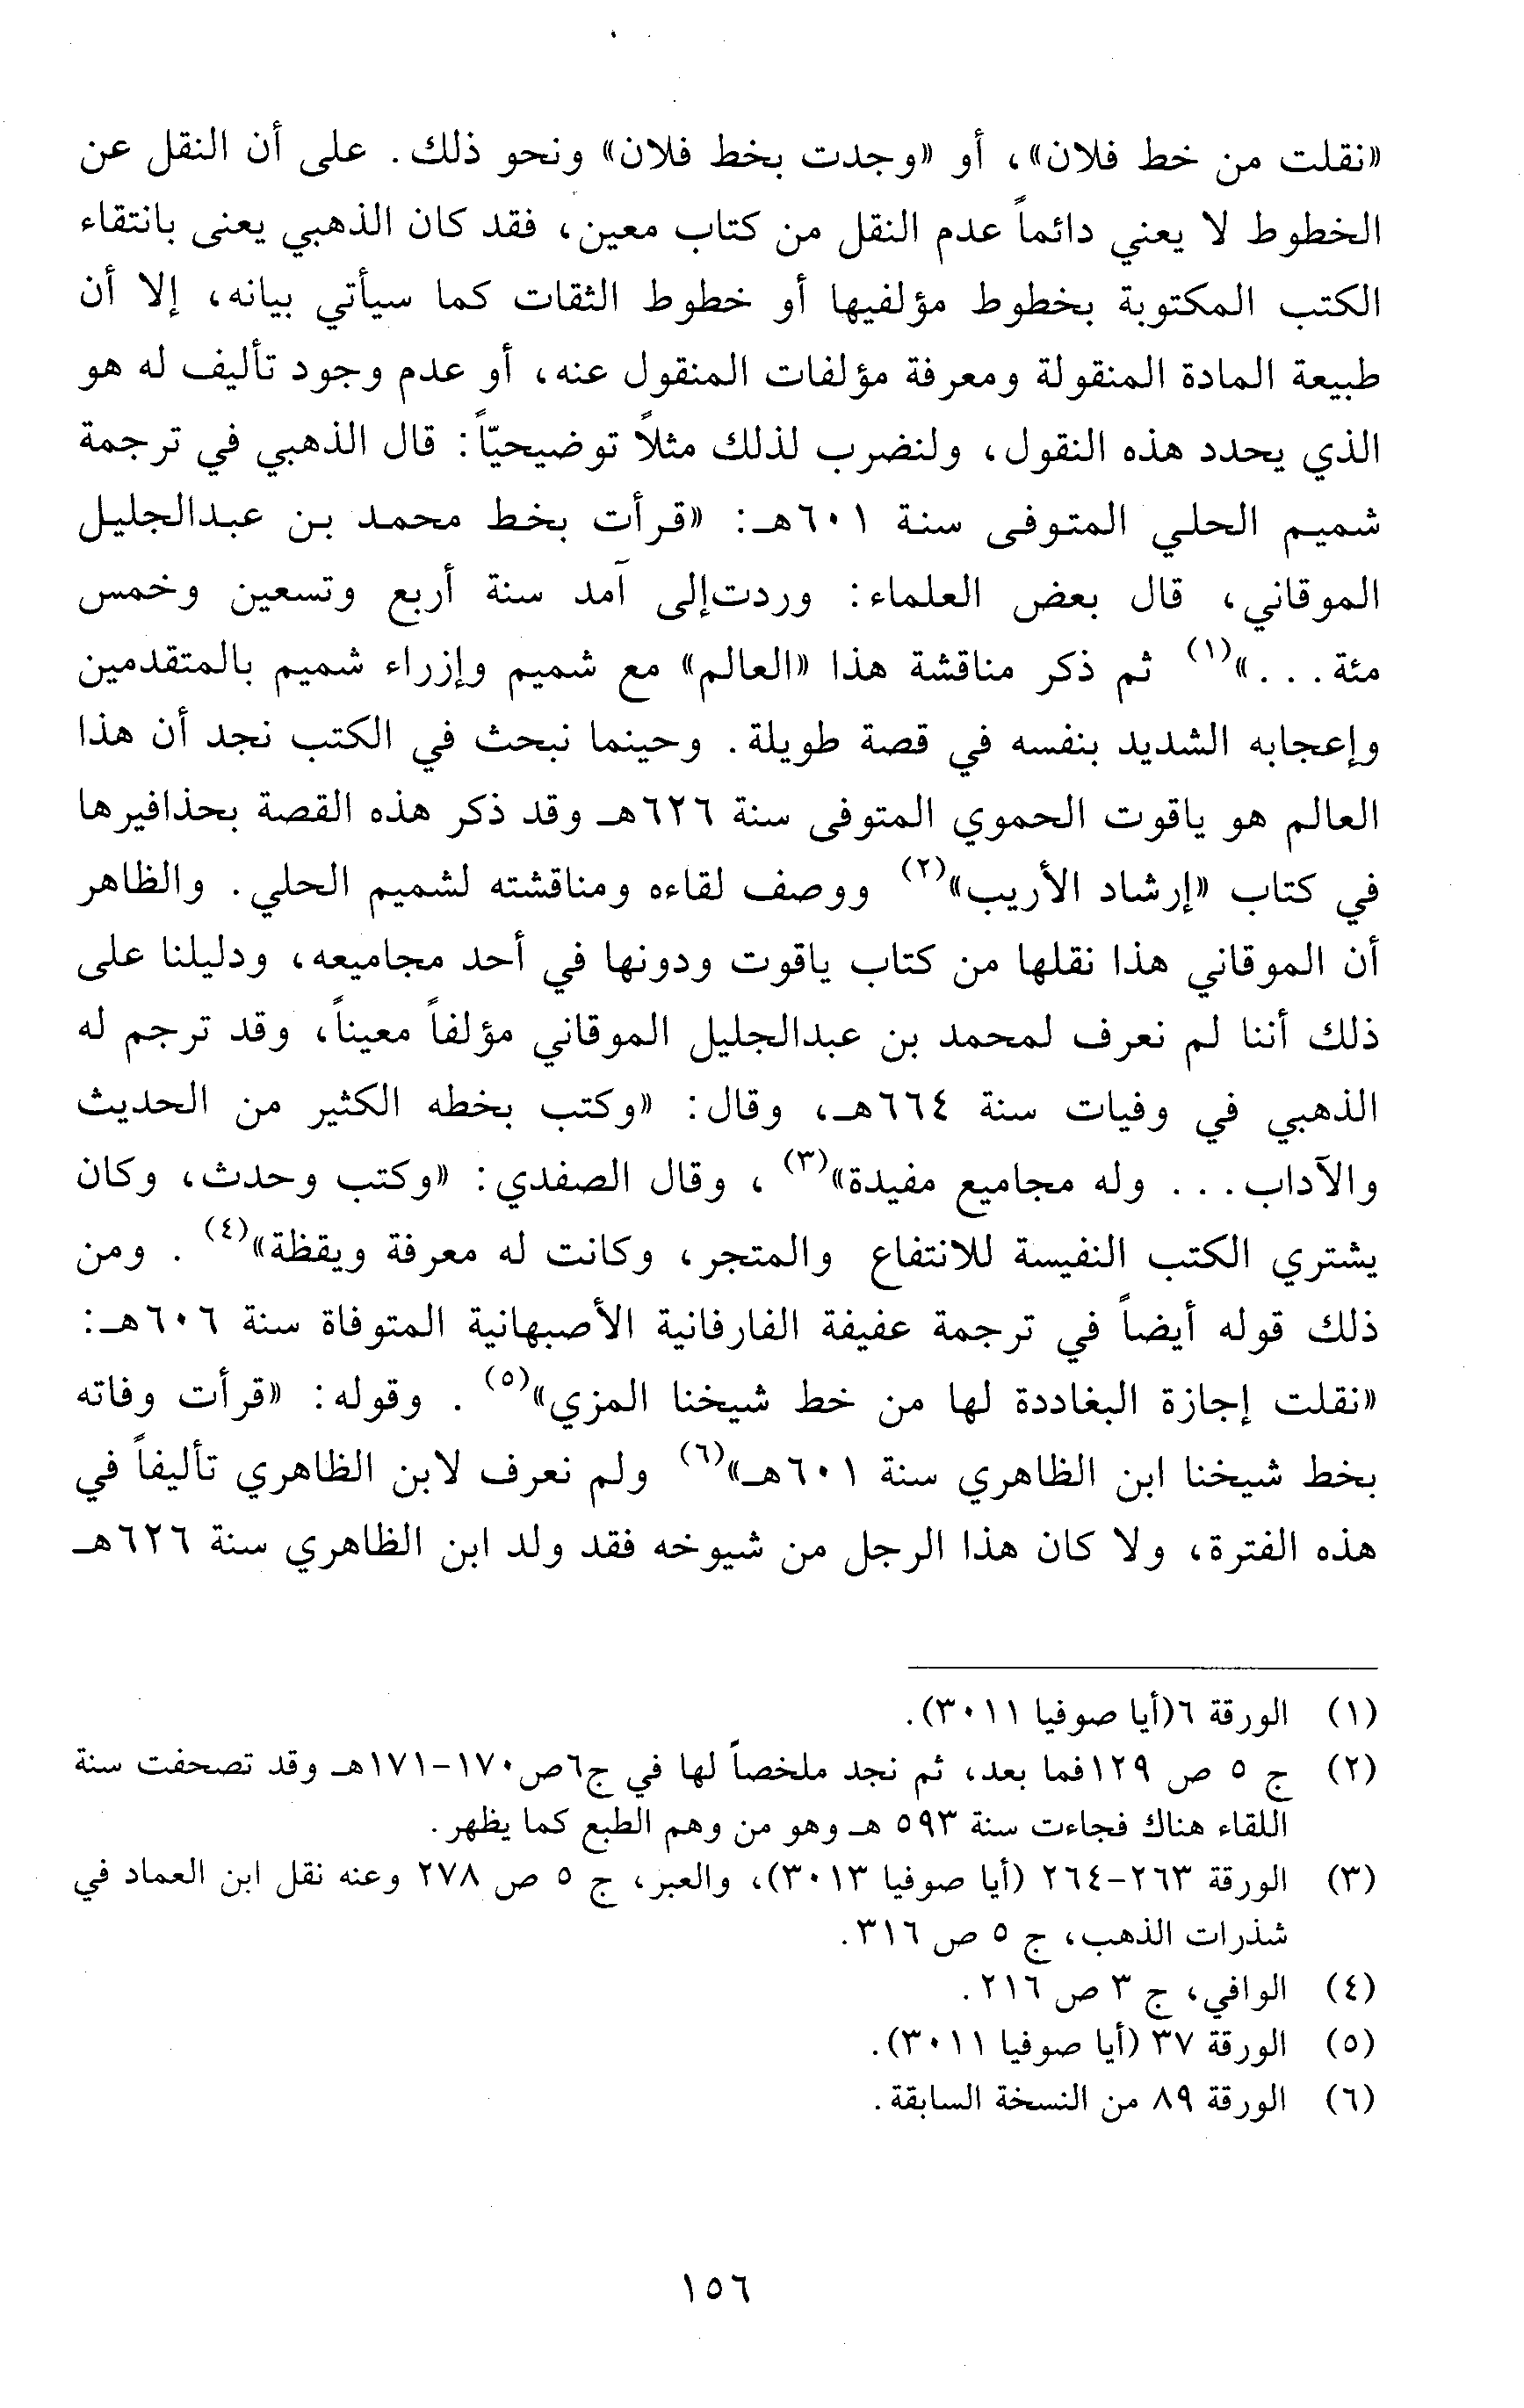 «نقلت من خط فلان»، أو «وجدت بخط فلان» ونحو ذلك. على أن النقل عن
الخطوط لا يعني دائماً عدم النقل من كتاب معين، فقد كان الذهبي يعنى بانتقاء
الكتب المكتوبة بخطوط مؤلفيها أو خطوط الثقات كما سيأتي بيانه، إلا أن
طبيعة المادة المنقولة ومعرفة مؤلفات المنقول عنه، أو عدم وجود تأليف له هو
الذي يحدد هذه النقول، ولنضرب لذلك مثلاً توضيحيّاً: قال الذهبي في ترجمة
شميم الحلي المتوفى سنة ٦٠١هـ: «قرأت بخط محمد بن عبدالجليل
الموقاني، قال بعض العلماء: وردت إلى آمد سنة أربع وتسعين وخمس
مئة...»(١) ثم ذكر مناقشة هذا «العالم» مع شميم وإزراء شميم بالمتقدمين
وإعجابه الشديد بنفسه في قصة طويلة. وحينما نبحث في الكتب نجد أن هذا
العالم هو ياقوت الحموي المتوفى سنة ٦٢٦هـ وقد ذكر هذه القصة بحذافيرها
في كتاب «إرشاد الأريب»(٢) ووصف لقاءه ومناقشته لشميم الحلي. والظاهر
أن الموقاني هذا نقلها من كتاب ياقوت ودونها في أحد مجاميعه، ودليلنا على
ذلك أننا لم نعرف لمحمد بن عبدالجليل الموقاني مؤلفاً معيناً، وقد ترجم له
الذهبي في وفيات سنة ٦٦٤هـ، وقال: «وكتب بخطه الكثير من الحديث
والآداب... وله مجاميع مفيدة»(٣)، وقال الصفدي: «وكتب وحدث، وكان
يشتري الكتب النفيسة للانتفاع والمتجر، وكانت له معرفة ويقظة»(٤). ومن
ذلك قوله أيضاً في ترجمة عفيفة الفارفانية الأصبهانية المتوفاة سنة ٦٠٦هـ:
«نقلت إجازة البغاددة لها من خط شيخنا المزي»(٥). وقوله: «قرأت وفاته
بخط شيخنا ابن الظاهري سنة ٦٠١هـ»(٦) ولم نعرف لابن الظاهري تأليفاً في
هذه الفترة، ولا كان هذا الرجل من شيوخه فقد ولد ابن الظاهري سنة ٦٢٦هـ
(١) الورقة ٦(أيا صوفيا ٣٠١١).
(٢) ج ٥ ص ١٢٩فما بعد، ثم نجد ملخصاً لها في ج٦ص١٧٠-١٧١هـ وقد تصحفت سنة
اللقاء هناك فجاءت سنة ٥٩٣ هـ وهو من وهم الطبع كما يظهر.
(٣) الورقة ٢٦٣-٢٦٤ (أيا صوفيا ٣٠١٣)، والعبر، ج ٥ ص ٢٧٨ وعنه نقل ابن العماد في
شذرات الذهب، ج ٥ ص ٣١٦.
(٤) الوافي، ج ٣ ص ٢١٦.
(٥) الورقة ٣٧ (أيا صوفيا ٣٠١١).
(٦) الورقة ٨٩ من النسخة السابقة.
١٥٦